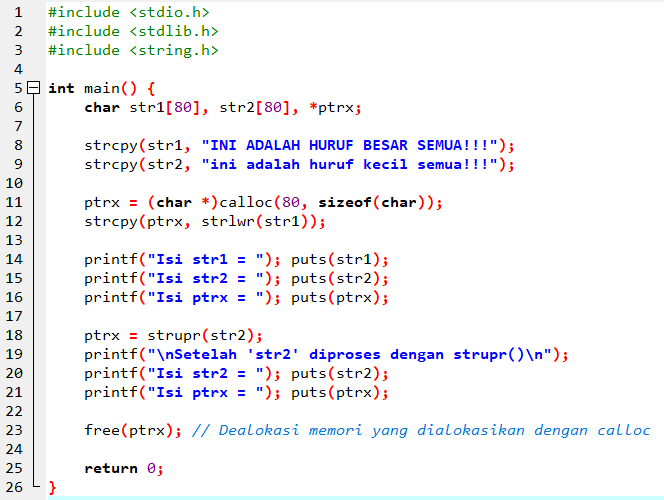 1 #include <stdio.h>
2 #include <stdlib.h>
3 #include <string.h>
4
5 int main() {
6 char str1[80], str2[80], *ptrx;
7
8 strcpy(str1, "INI ADALAH HURUF BESAR SEMUA!!!");
9 strcpy(str2, "ini adalah huruf kecil semua!!!");
10
11 ptrx = (char *)calloc(80, sizeof(char));
12 strcpy(ptrx, strlwr(str1));
13
14 printf("Isi str1 = "); puts(str1);
15 printf("Isi str2 = "); puts(str2);
16 printf("Isi ptrx = "); puts(ptrx);
17
18 ptrx = strupr(str2);
19 printf("\nSetelah 'str2' diproses dengan strupr()\n");
20 printf("Isi str2 = "); puts(str2);
21 printf("Isi ptrx = "); puts(ptrx);
22
23 free(ptrx); // Dealokasi memori yang dialokasikan dengan calloc
24
25 return 0;
26 }